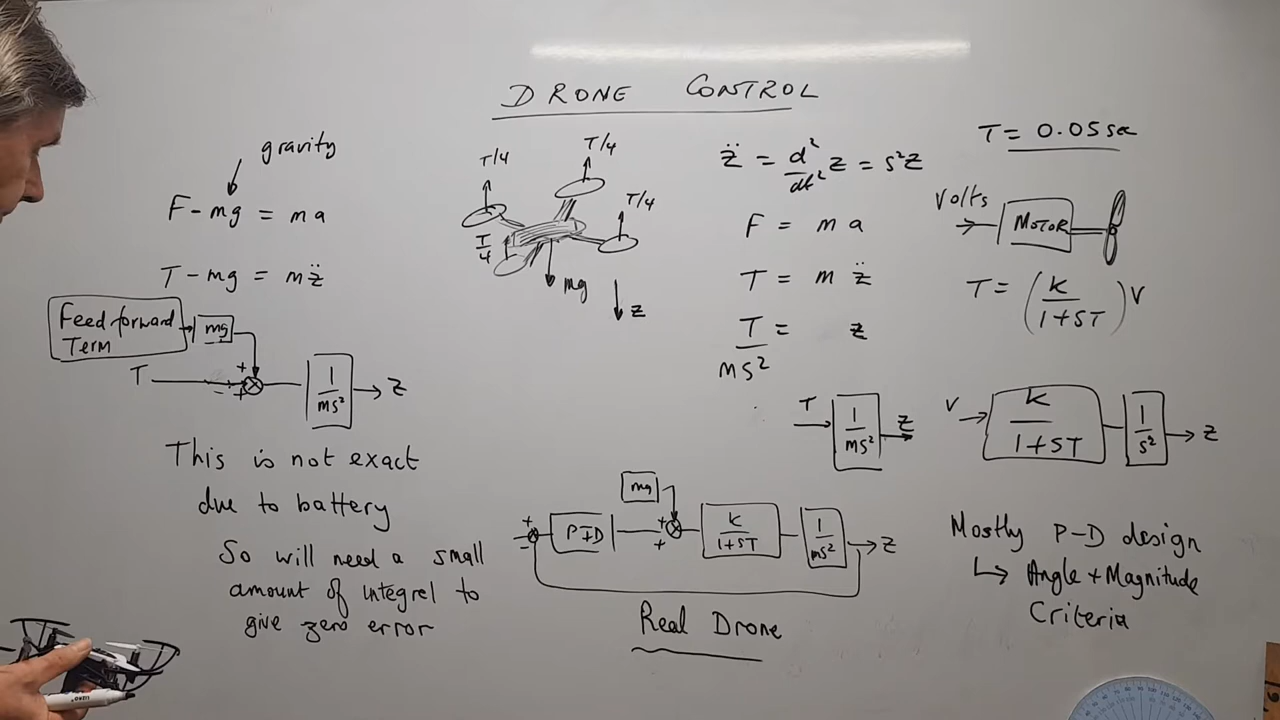 DRONE CONTROL
gravity
F - mg = ma
T - mg = mz̈
Feed forward
Term
mg
+
T
- +
1
ms²
z
This is not exact
due to battery
So will need a small
amount of integrel to
give zero error
T/4
T/4
T/4
T
4
mg
z
z̈ = d² z = s²z
dt²
F = ma
T = m z̈
T = z
ms²
T
1
ms²
z
T = 0.05sec
Volts
MOTOR
T = (K) V
1+ST
V
K
1+ST
1
s²
z
mg
+
-
PID
+
+
K
1+ST
1
ms²
z
Real Drone
Mostly P-D design
↳ Angle + Magnitude
Criteria